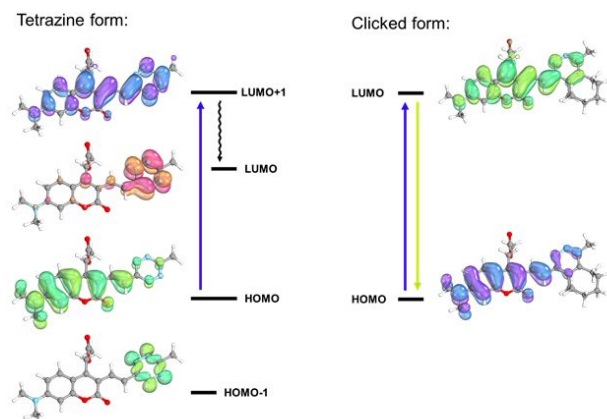 Tetrazine form:
LUMO+1
LUMO
HOMO
HOMO-1
Clicked form:
LUMO
HOMO